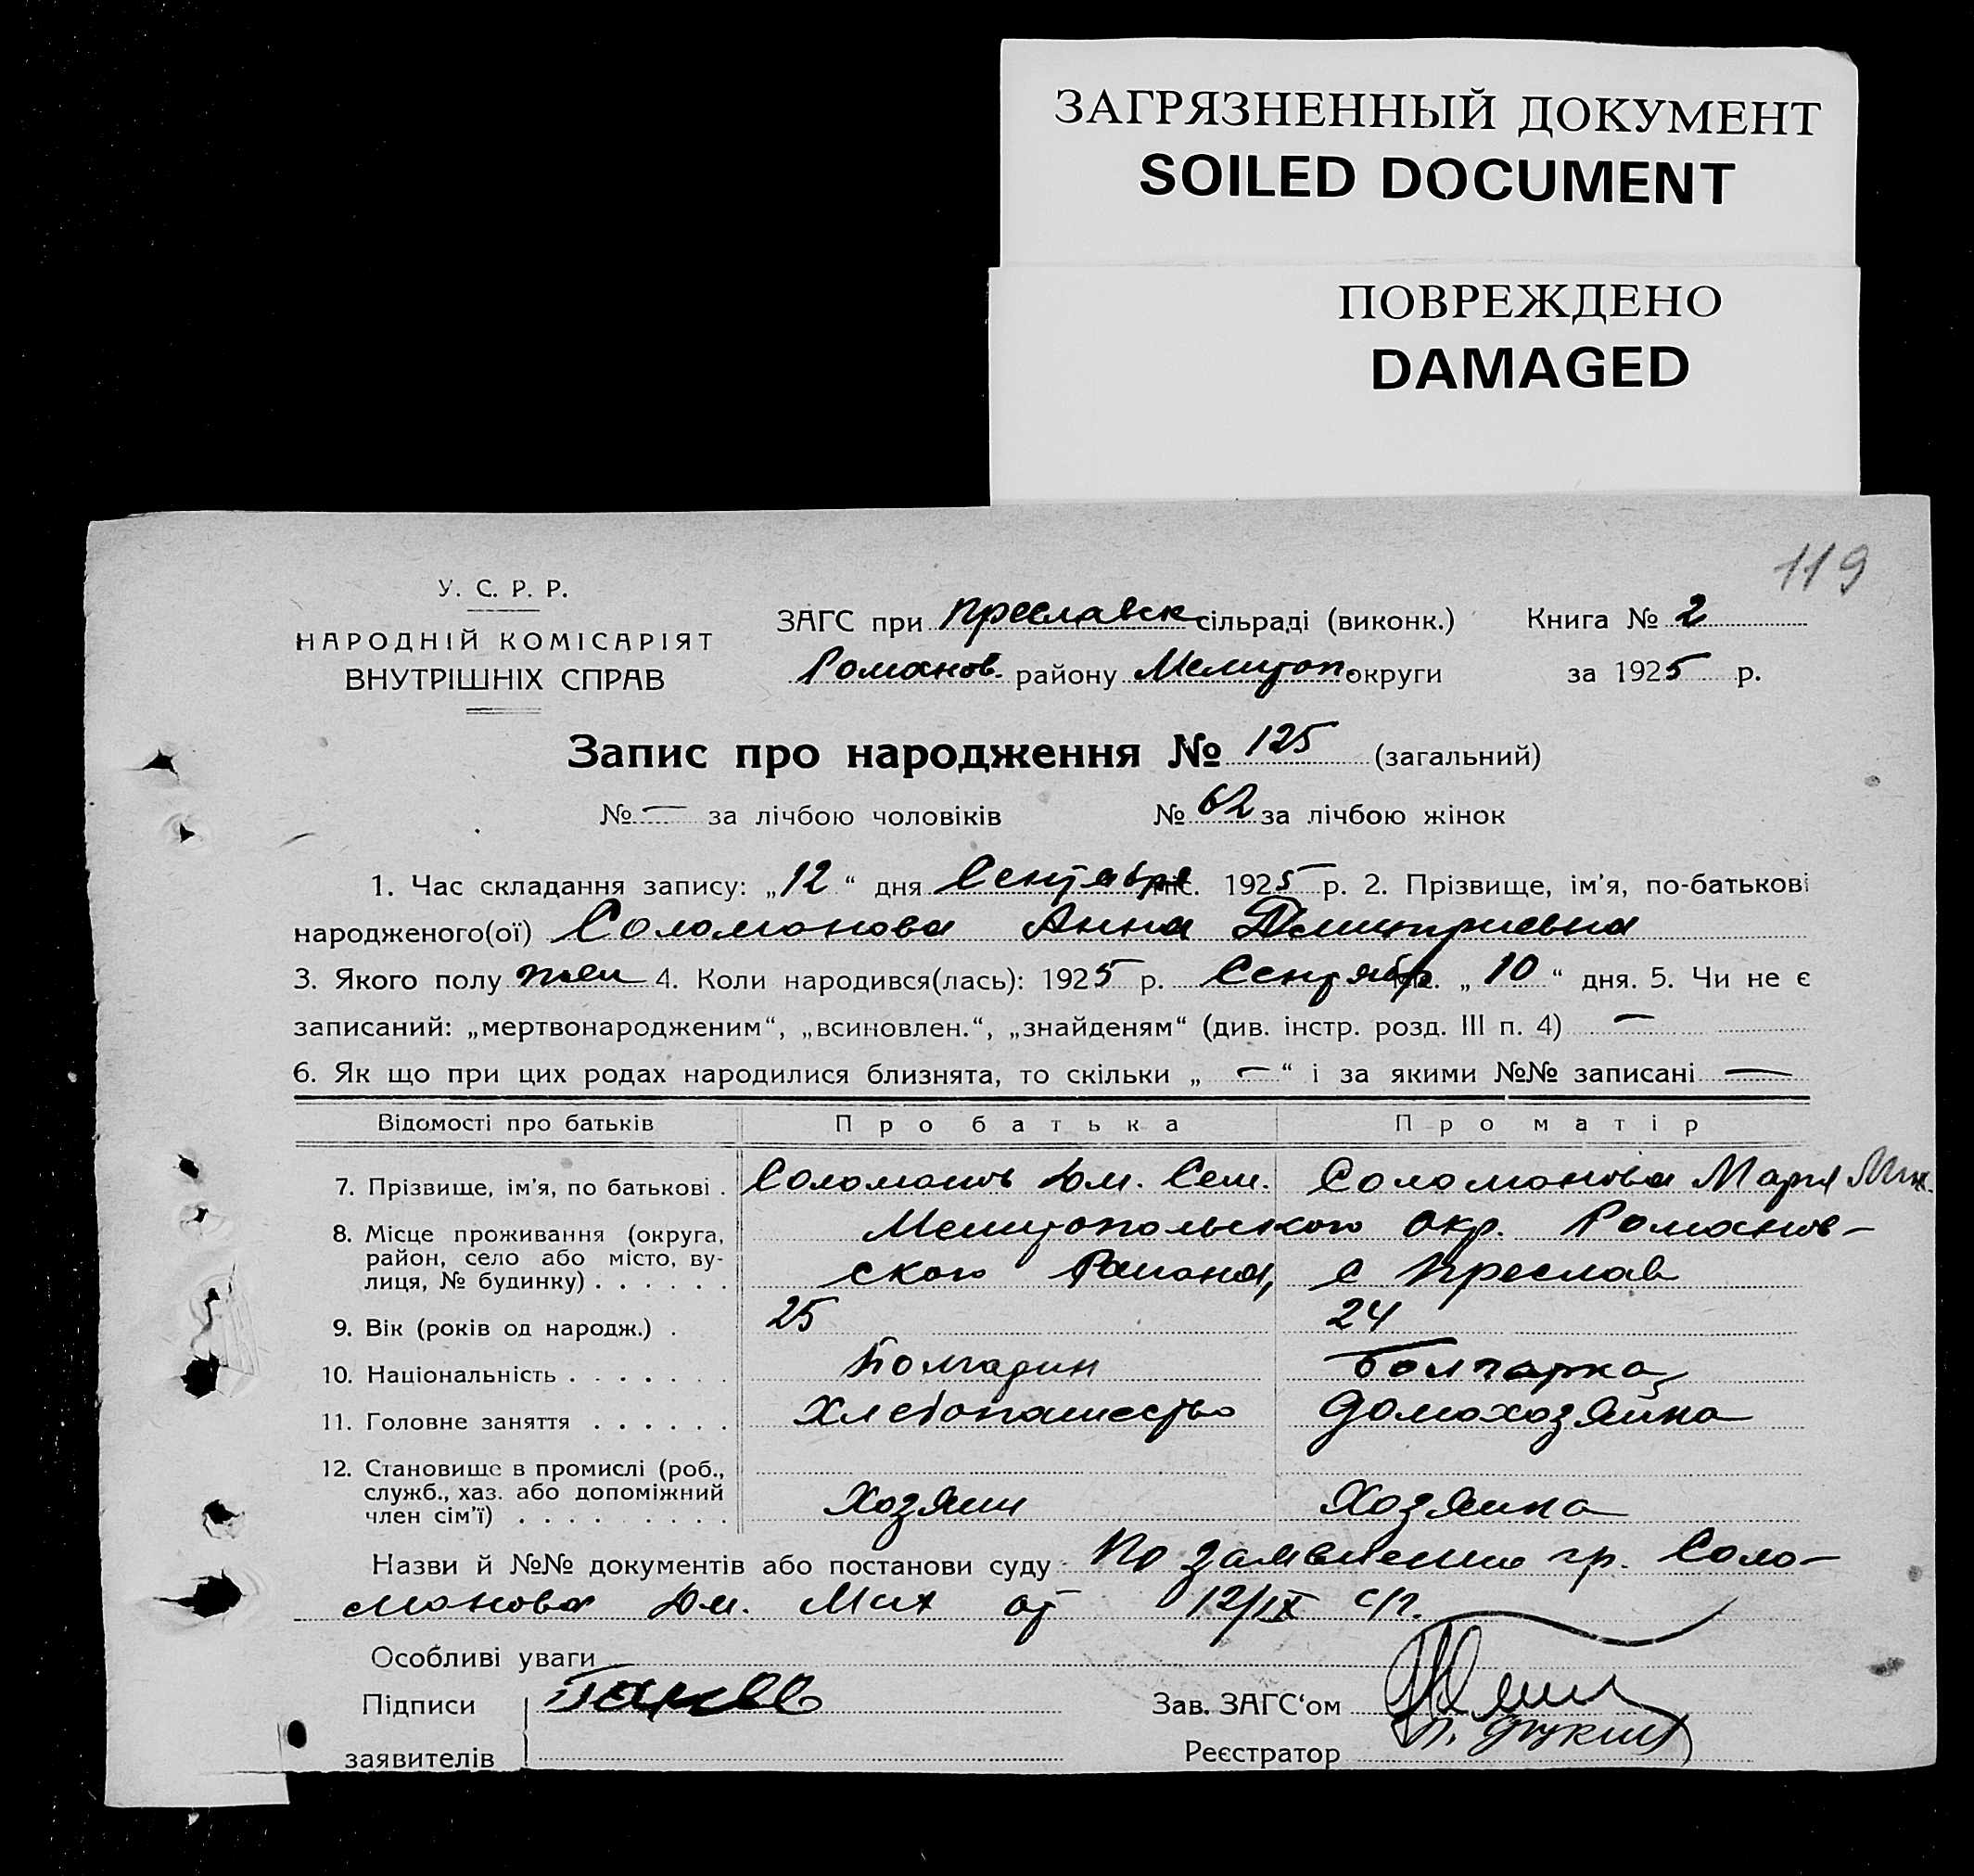 ЗАГРЯЗНЕННЫЙ ДОКУМЕНТ
SOILED DOCUMENT
ПОВРЕЖДЕНО
DAMAGED
119
У. С. Р. Р.
НАРОДНІЙ КОМІСАРІЯТ
ВНУТРІШНІХ СПРАВ
ЗАГС при Преславск сільраді (виконк.) Книга № 2
Романов. району Мелитоп округи за 1925 р.
Запис про народження № 125 (загальний)
№ — за лічбою чоловіків № 62 за лічбою жінок
1. Час складання запису: „12“ дня Сентября міс. 1925 р. 2. Прізвище, ім'я, по-батькові
народженого(ої) Соломонова Анна Дмитриевна
3. Якого полу жен 4. Коли народився(лась): 1925 р. Сентябр міс. „10“ дня. 5. Чи не є
записаний: „мертвонародженим“, „всиновлен.“, „знайденям“ (див. інстр. розд. III п. 4) —
6. Як що при цих родах народилися близнята, то скільки „ — “ і за якими №№ записані —
Відомості про батьків Про батька Про матір
7. Прізвище, ім'я, по батькові . Соломонов Дм. Сем. Соломонова Мария Мих.
8. Місце проживання (округа, Мелитопольского окр. Романов-
район, село або місто, ву-
лиця, № будинку) . . . . . . ского Района, с Преслав
9. Вік (років од народж.) . 25 24
10. Національність . . . . . . . Болгарин Болгарка
11. Головне заняття . . . . . . Хлебопашество Домохозяйка
12. Становище в промислі (роб.,
служб., хаз. або допоміжний
член сім'ї) . . . . . . . . . Хозяин Хозяйка
Назви й №№ документів або постанови суду По заявлению гр. Соло-
монова Дм. Мих от 12/IX с/г.
Особливі уваги
Підписи
Зав. ЗАГС'ом
заявителів
Реєстратор